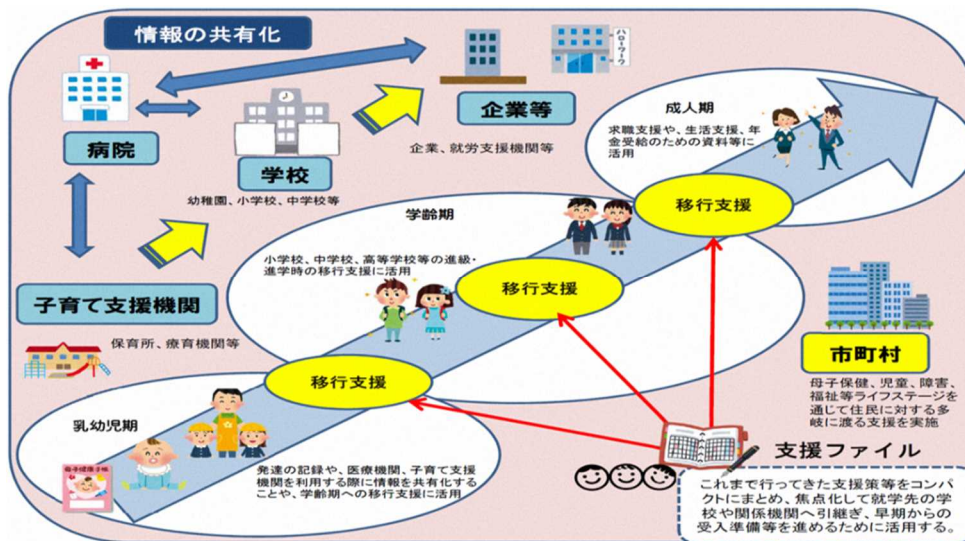 情報の共有化
ハローワーク
病院
企業等
企業、就労支援機関等
学校
幼稚園、小学校、中学校等
成人期
求職支援や、生活支援、年
金受給のための資料等に
活用
移行支援
学齢期
小学校、中学校、高等学校等の進級・
進学時の移行支援に活用
移行支援
子育て支援機関
保育所、療育機関等
市町村
母子保健、児童、障害、
福祉等ライフステージを
通じて住民に対する多
岐に渡る支援を実施
移行支援
乳幼児期
母子健康手帳
発達の記録や、医療機関、子育て支援
機関を利用する際に情報を共有化する
ことや、学齢期への移行支援に活用
支援ファイル
これまで行ってきた支援策等をコンパ
クトにまとめ、焦点化して就学先の学
校や関係機関へ引継ぎ、早期からの
受入準備等を進めるために活用する。